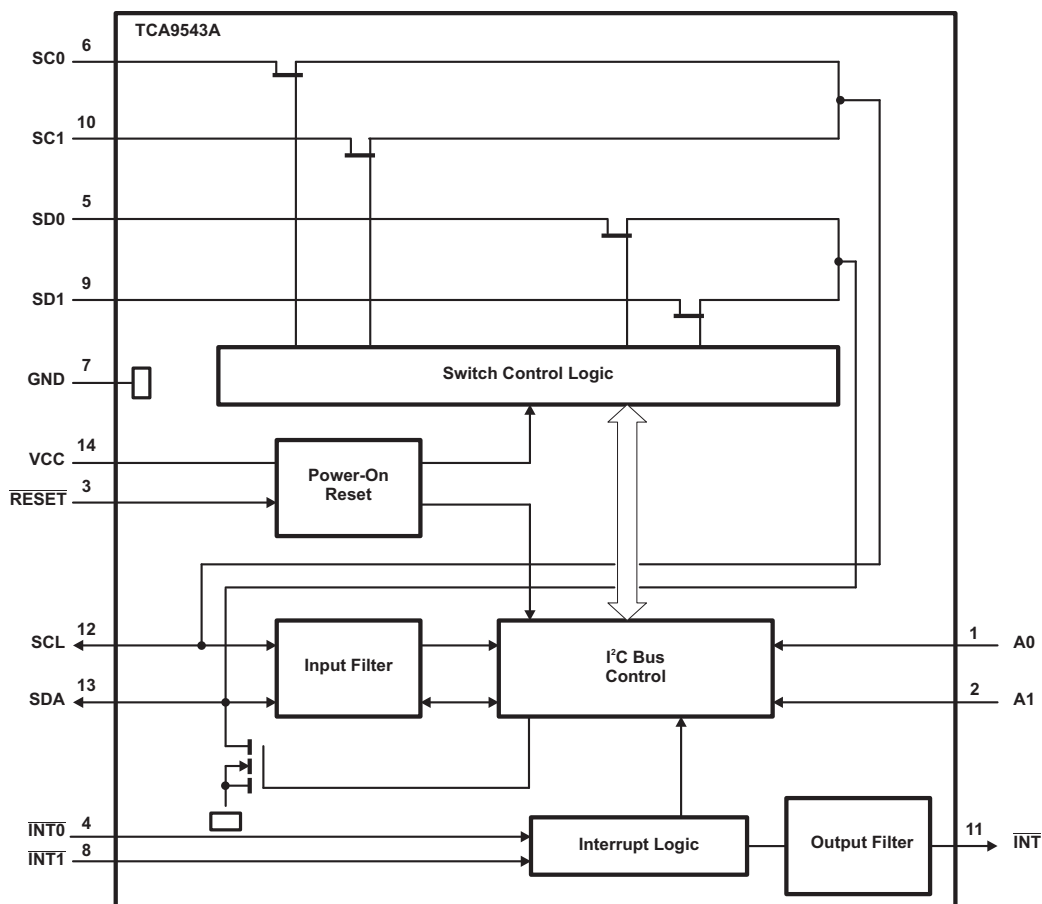 TCA9543A
SC0 6
SC1 10
SD0 5
SD1 9
Switch Control Logic
GND 7
VCC 14
RESET 3
Power-On
Reset
SCL 12
SDA 13
Input Filter
I²C Bus
Control
1 A0
2 A1
INT0 4
INT1 8
Interrupt Logic
Output Filter
11 INT